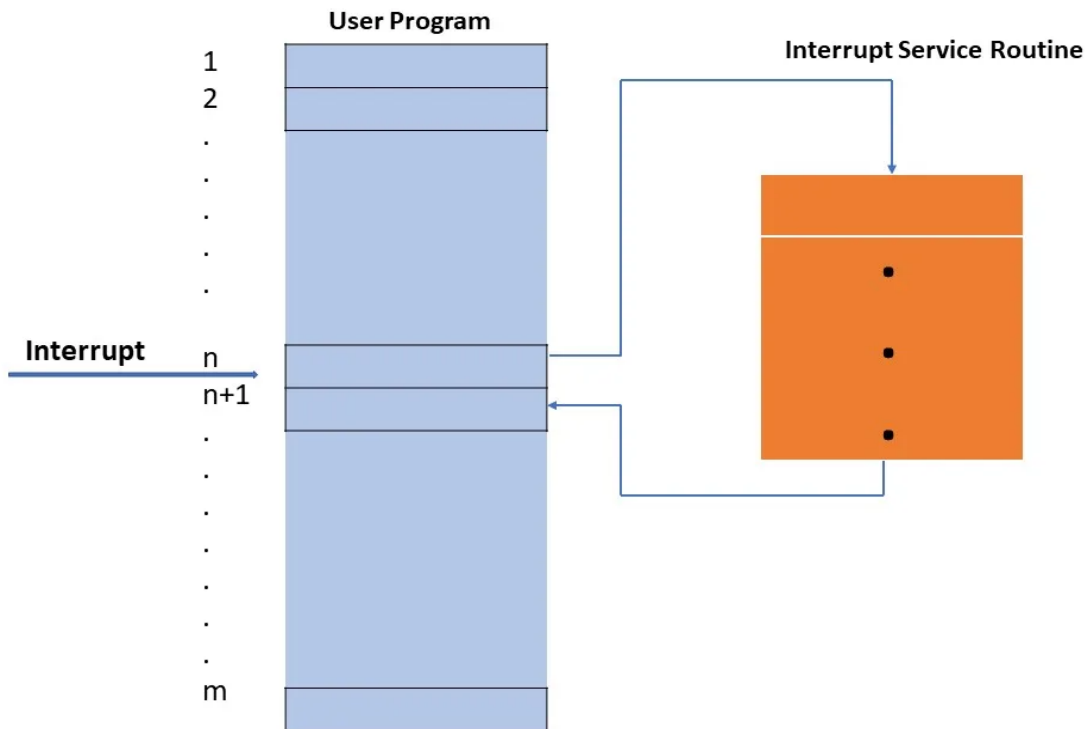 User Program
Interrupt Service Routine
1
2
.
.
.
.
.
Interrupt
n
n+1
.
.
.
.
.
.
.
m